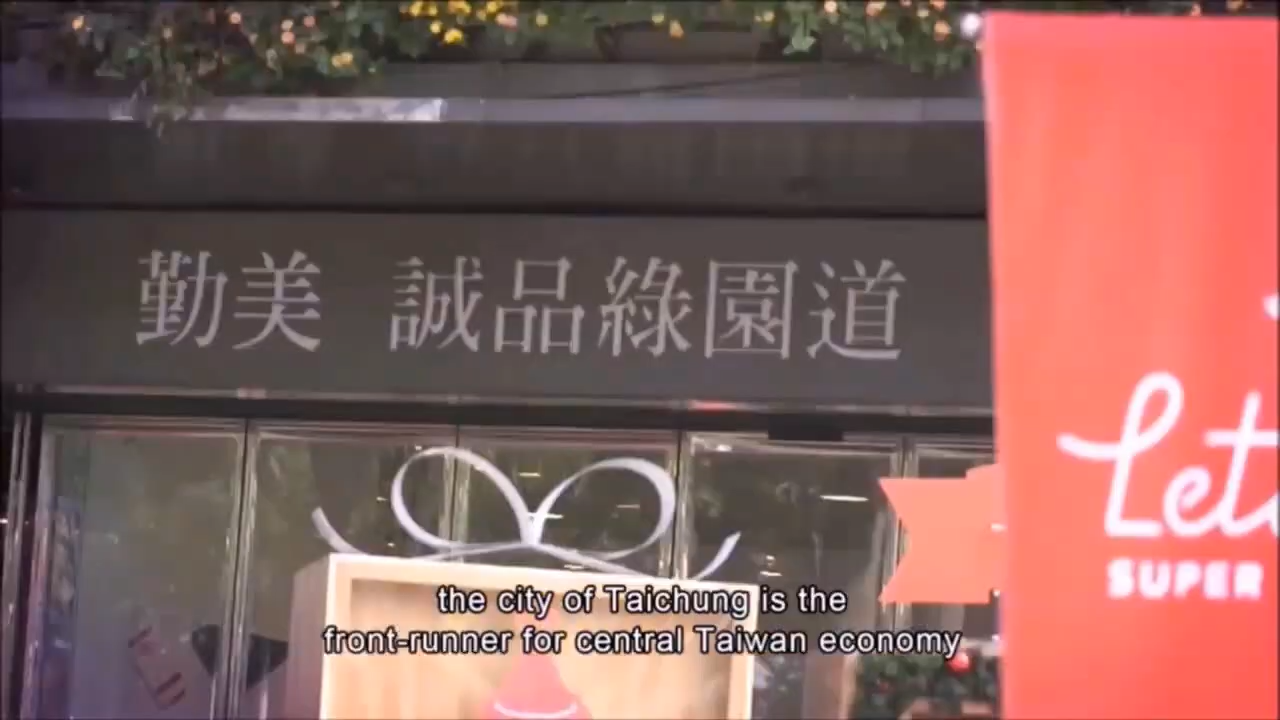 勤美 誠品綠園道
SUPER
the city of Taichung is the
front-runner for central Taiwan economy